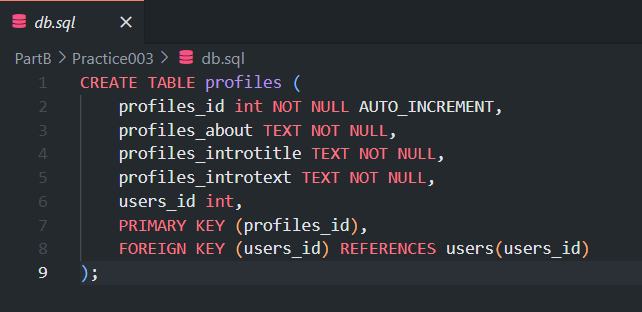 db.sql
PartB > Practice003 > db.sql
1 CREATE TABLE profiles (
2 profiles_id int NOT NULL AUTO_INCREMENT,
3 profiles_about TEXT NOT NULL,
4 profiles_introtitle TEXT NOT NULL,
5 profiles_introtext TEXT NOT NULL,
6 users_id int,
7 PRIMARY KEY (profiles_id),
8 FOREIGN KEY (users_id) REFERENCES users(users_id)
9 );